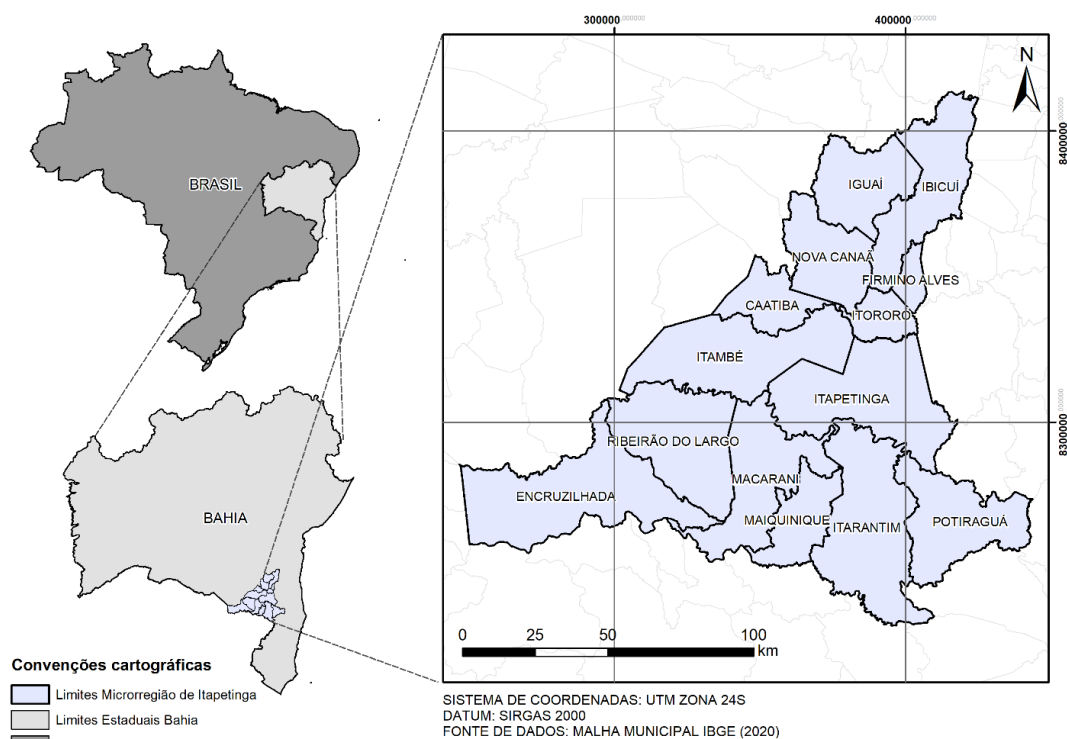 300000
400000
N
8400000
8300000
BRASIL
BAHIA
IGUAÍ
IBICUÍ
NOVA CANAÃ
FIRMINO ALVES
CAATIBA
ITORORÓ
ITAMBÉ
ITAPETINGA
RIBEIRÃO DO LARGO
MACARANI
ENCRUZILHADA
MAIQUINIQUE
ITARANTIM
POTIRAGUÁ
0 25 50 100
km
Convenções cartográficas
Limites Microrregião de Itapetinga
Limites Estaduais Bahia
SISTEMA DE COORDENADAS: UTM ZONA 24S
DATUM: SIRGAS 2000
FONTE DE DADOS: MALHA MUNICIPAL IBGE (2020)